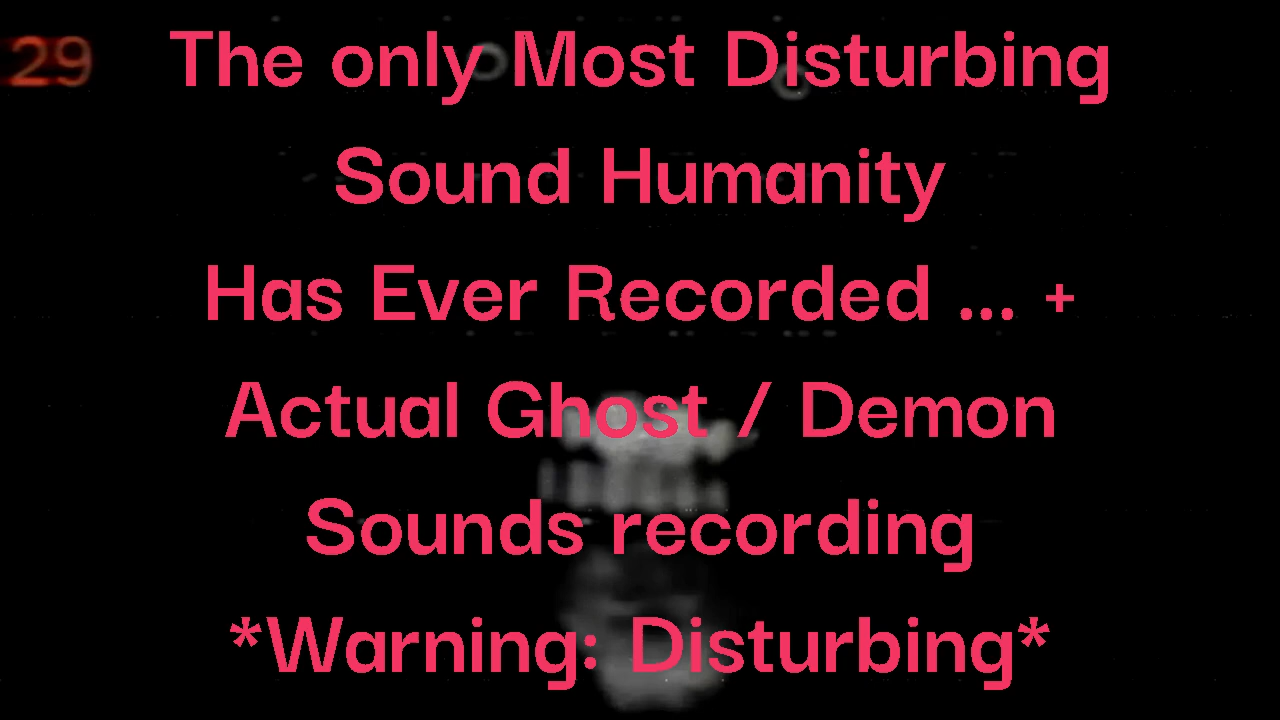 29
The only Most Disturbing
Sound Humanity
Has Ever Recorded ... +
Actual Ghost / Demon
Sounds recording
*Warning: Disturbing*